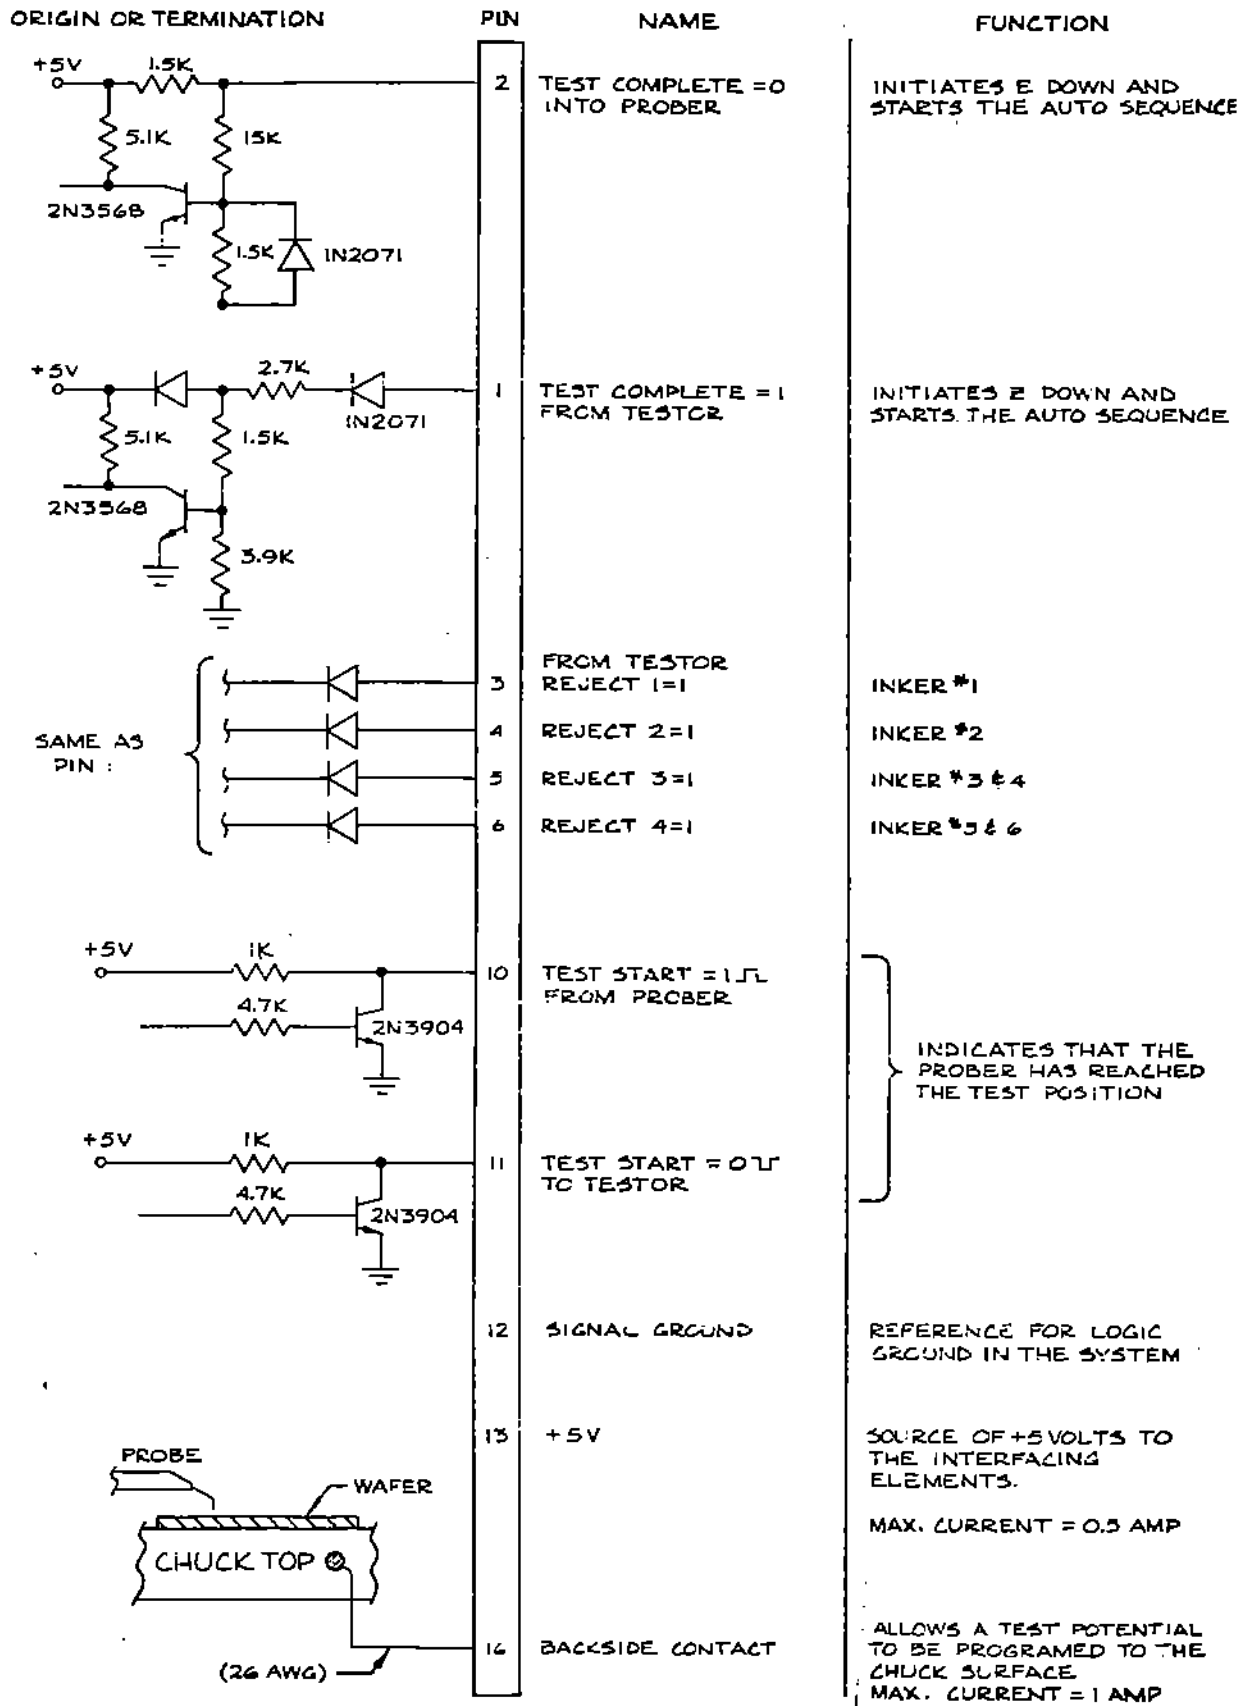 ORIGIN OR TERMINATION PIN NAME FUNCTION
+5V 1.5K
2 TEST COMPLETE = 0 INITIATES E DOWN AND
INTO PROBER STARTS THE AUTO SEQUENCE
5.1K 15K
2N3568
1.5K 1N2071
+5V 2.7K
1 TEST COMPLETE = 1 INITIATES Z DOWN AND
1N2071 FROM TESTOR STARTS THE AUTO SEQUENCE
5.1K 1.5K
2N3568
3.9K
FROM TESTOR
3 REJECT 1=1 INKER #1
4 REJECT 2=1 INKER #2
SAME AS
PIN :
5 REJECT 3=1 INKER #3 & 4
6 REJECT 4=1 INKER #5 & 6
+5V 1K
10 TEST START = 1
FROM PROBER
4.7K
2N3904
INDICATES THAT THE
PROBER HAS REACHED
THE TEST POSITION
+5V 1K
11 TEST START = 0
TO TESTOR
4.7K
2N3904
12 SIGNAL GROUND REFERENCE FOR LOGIC
GROUND IN THE SYSTEM
13 +5V SOURCE OF +5 VOLTS TO
THE INTERFACING
ELEMENTS.
PROBE
WAFER
MAX. CURRENT = 0.5 AMP
CHUCK TOP
16 BACKSIDE CONTACT ALLOWS A TEST POTENTIAL
TO BE PROGRAMED TO THE
(26 AWG) CHUCK SURFACE
MAX. CURRENT = 1 AMP